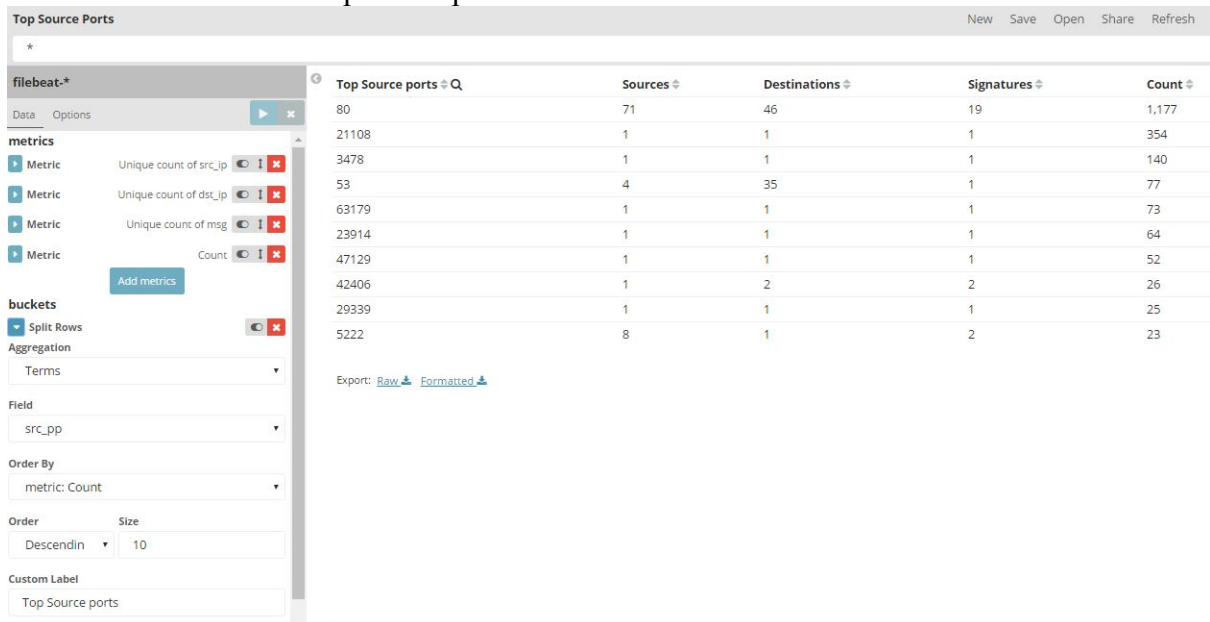 Top Source Ports New Save Open Share Refresh
*
filebeat-*
Data Options
metrics
Metric Unique count of src_ip
Metric Unique count of dst_ip
Metric Unique count of msg
Metric Count
Add metrics
buckets
Split Rows
Aggregation
Terms
Field
src_pp
Order By
metric: Count
Order Size
Descendin 10
Custom Label
Top Source ports
Top Source ports Sources Destinations Signatures Count
80 71 46 19 1,177
21108 1 1 1 354
3478 1 1 1 140
53 4 35 1 77
63179 1 1 1 73
23914 1 1 1 64
47129 1 1 1 52
42406 1 2 2 26
29339 1 1 1 25
5222 8 1 2 23
Export: Raw Formatted